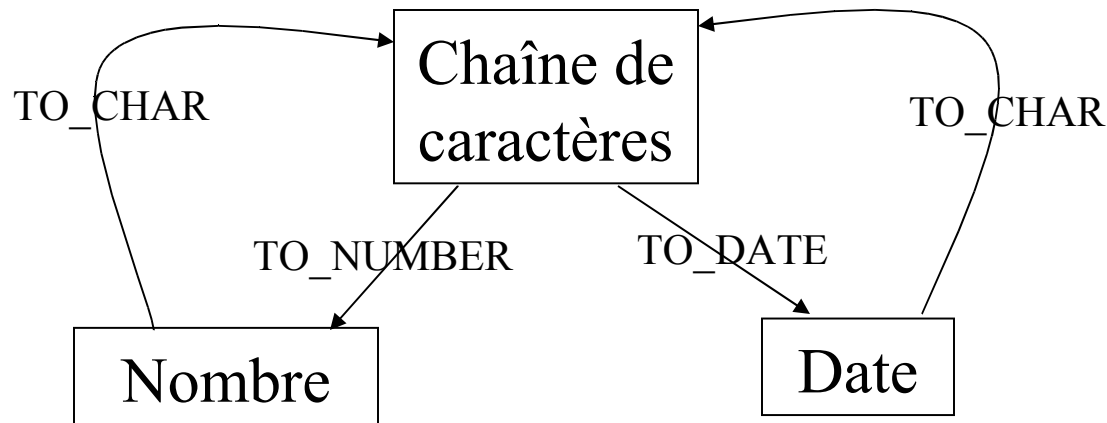 Chaîne de
caractères
TO_CHAR
TO_CHAR
TO_NUMBER
TO_DATE
Nombre
Date